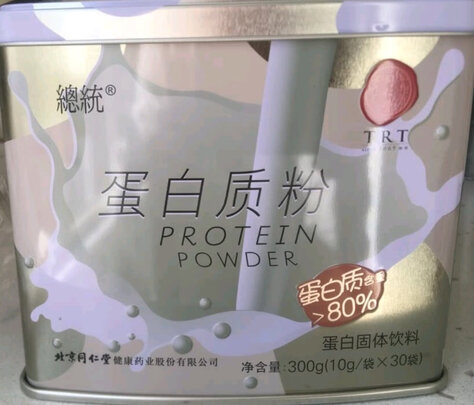 總統®
TRT
蛋白质粉
PROTEIN
POWDER
蛋白质含量
>80%
蛋白固体饮料
北京同仁堂健康药业股份有限公司
净含量:300g(10g/袋×30袋)